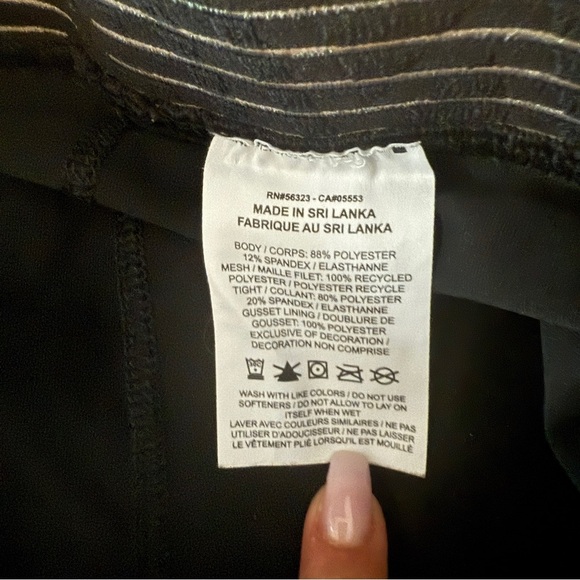 RN#56323 - CA#05553
MADE IN SRI LANKA
FABRIQUE AU SRI LANKA
BODY / CORPS: 88% POLYESTER
12% SPANDEX / ELASTHANNE
MESH / MAILLE FILET: 100% RECYCLED
POLYESTER / POLYESTER RECYCLE
TIGHT / COLLANT: 80% POLYESTER
20% SPANDEX / ELASTHANNE
GUSSET LINING / DOUBLURE DE
GOUSSET: 100% POLYESTER
EXCLUSIVE OF DECORATION /
DECORATION NON COMPRISE
WASH WITH LIKE COLORS / DO NOT USE
SOFTENERS / DO NOT ALLOW TO LAY ON
ITSELF WHEN WET
LAVER AVEC COULEURS SIMILAIRES / NE PAS
UTILISER D'ADOUCISSEUR / NE PAS LAISSER
LE VÊTEMENT PLIÉ LORSQU'IL EST MOUILLÉ